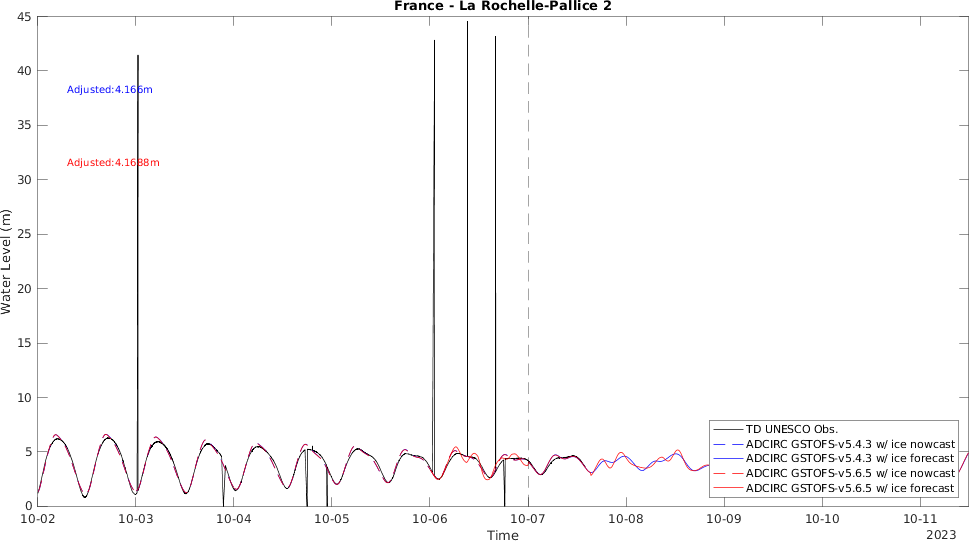 France - La Rochelle-Pallice 2
45
40
35
30
25
20
15
10
5
0
Water Level (m)
Adjusted:4.166m
Adjusted:4.1688m
TD UNESCO Obs.
ADCIRC GSTOFS-v5.4.3 w/ ice nowcast
ADCIRC GSTOFS-v5.4.3 w/ ice forecast
ADCIRC GSTOFS-v5.6.5 w/ ice nowcast
ADCIRC GSTOFS-v5.6.5 w/ ice forecast
10-02 10-03 10-04 10-05 10-06 10-07 10-08 10-09 10-10 10-11
Time
2023